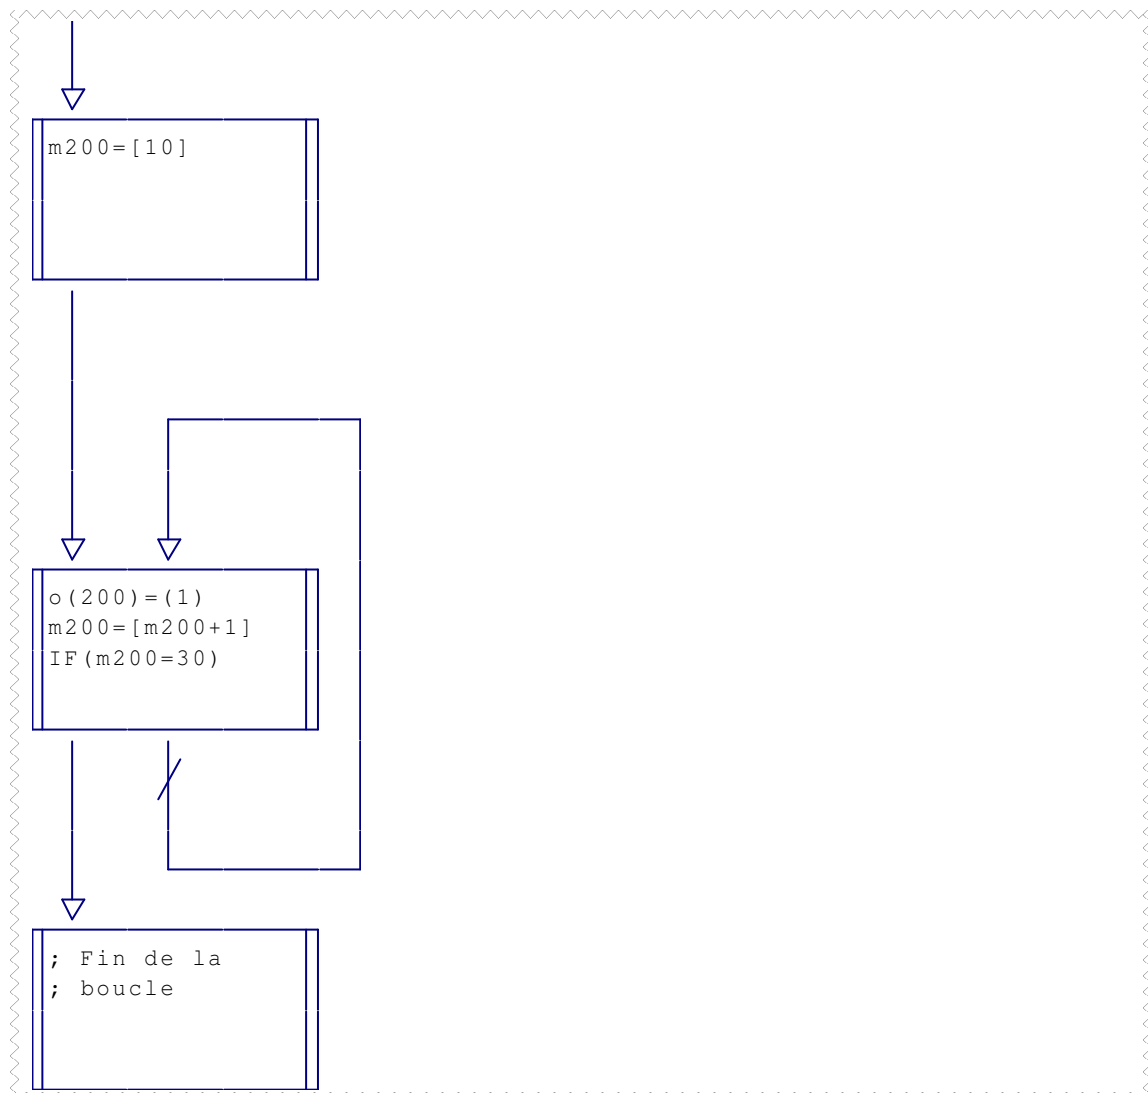 m200=[10]
o(200)=(1)
m200=[m200+1]
IF(m200=30)
; Fin de la
; boucle